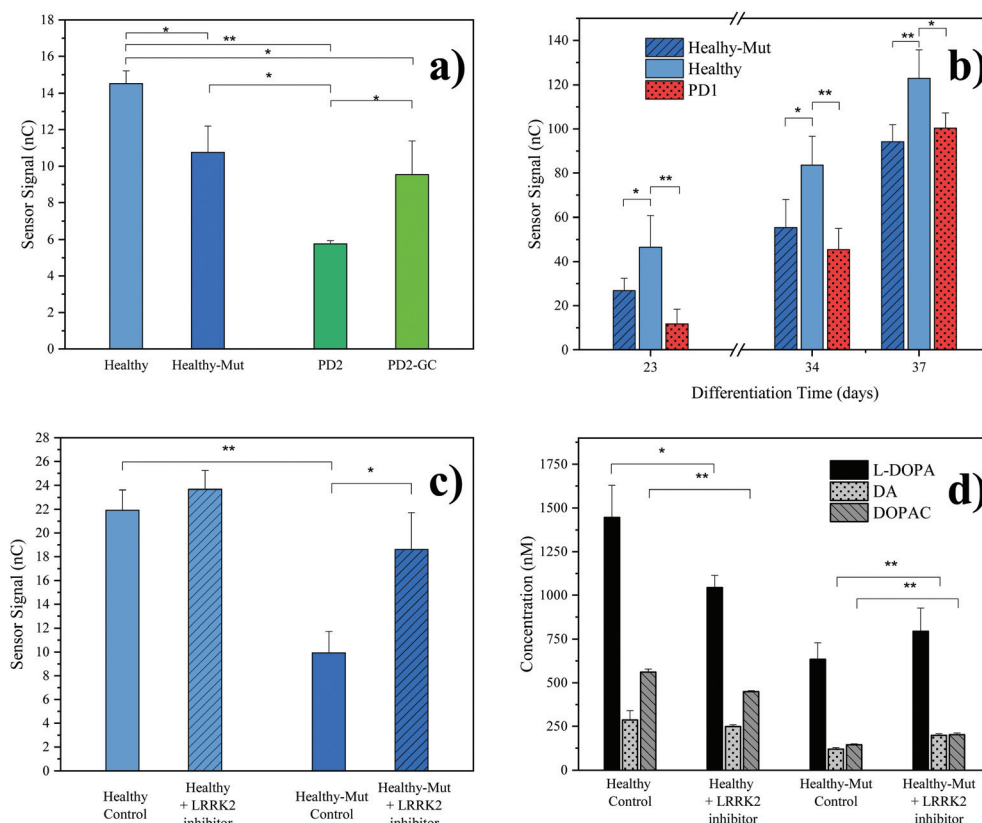 a)
18
16
14
12
10
8
6
4
2
0
Sensor Signal (nC)
*
**
*
*
*
Healthy
Healthy-Mut
PD2
PD2-GC
b)
140
120
100
80
60
40
20
0
Sensor Signal (nC)
Healhy-Mut
Healthy
PD1
*
**
*
**
**
*
23
34
37
Differentiation Time (days)
c)
28
26
24
22
20
18
16
14
12
10
8
6
4
2
0
Sensor Signal (nC)
**
*
Healthy
Control
Healthy
+ LRRK2
inhibitor
Healthy-Mut
Control
Healthy-Mut
+ LRRK2
inhibitor
d)
1750
1500
1250
1000
750
500
250
0
Concentration (nM)
L-DOPA
DA
DOPAC
*
**
**
**
Healthy
Control
Healthy
+ LRRK2
inhibitor
Healthy-Mut
Control
Healthy-Mut
+ LRRK2
inhibitor